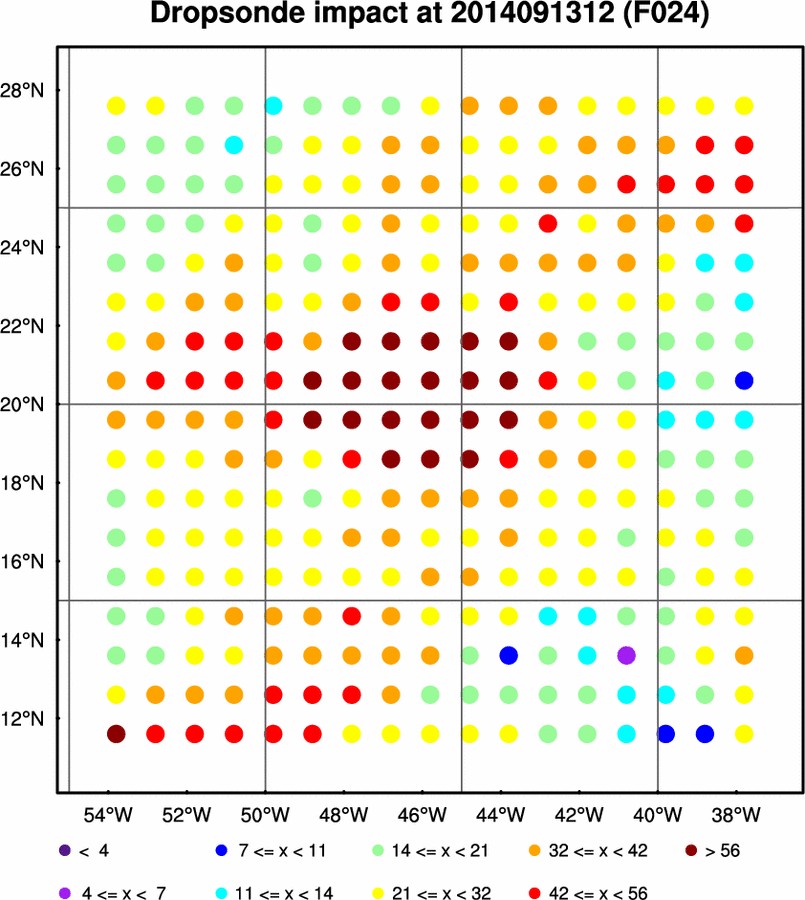 Dropsonde impact at 2014091312 (F024)
28°N
26°N
24°N
22°N
20°N
18°N
16°N
14°N
12°N
54°W 52°W 50°W 48°W 46°W 44°W 42°W 40°W 38°W
< 4 7 <= x < 11 14 <= x < 21 32 <= x < 42 > 56
4 <= x < 7 11 <= x < 14 21 <= x < 32 42 <= x < 56